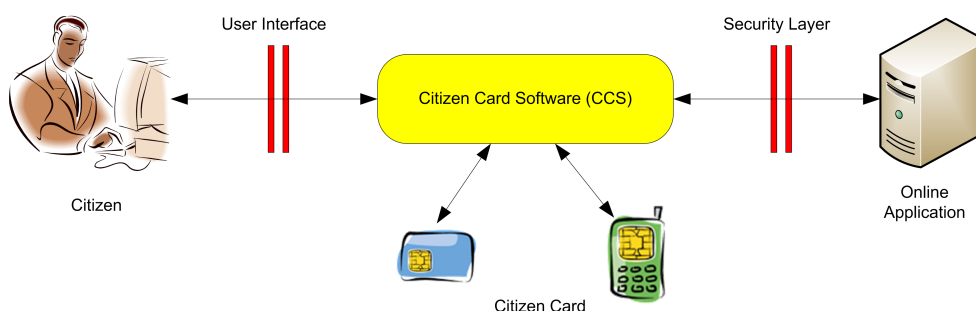 User Interface
Security Layer
Citizen Card Software (CCS)
Citizen
Online
Application
Citizen Card